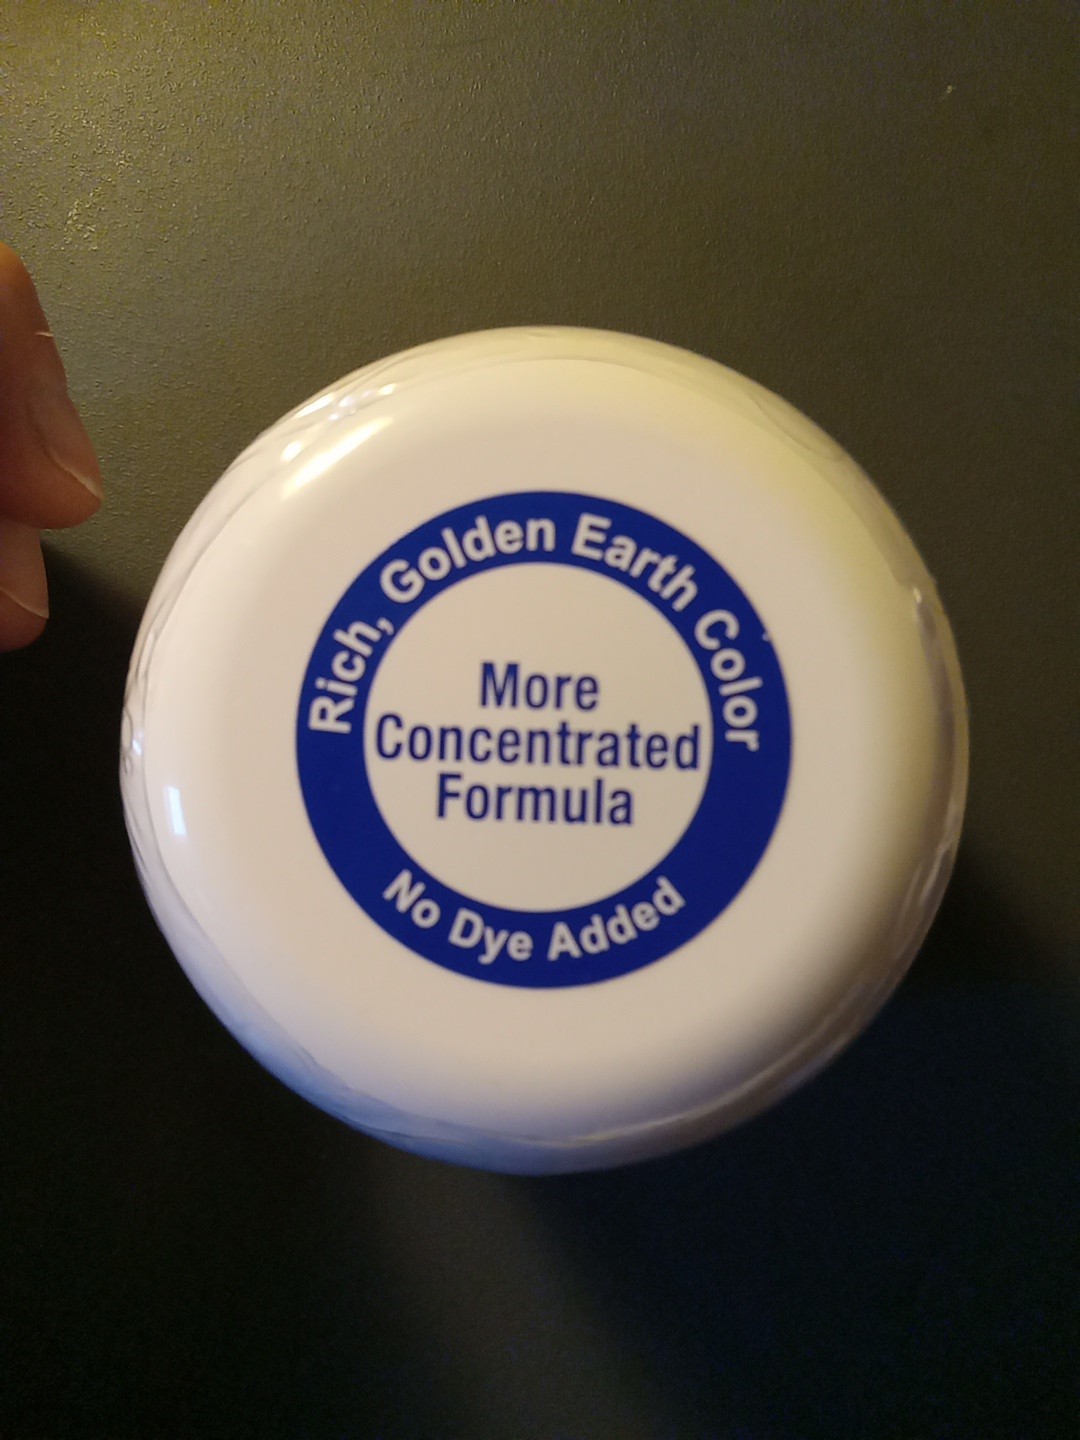 Rich, Golden Earth Color
More
Concentrated
Formula
No Dye Added